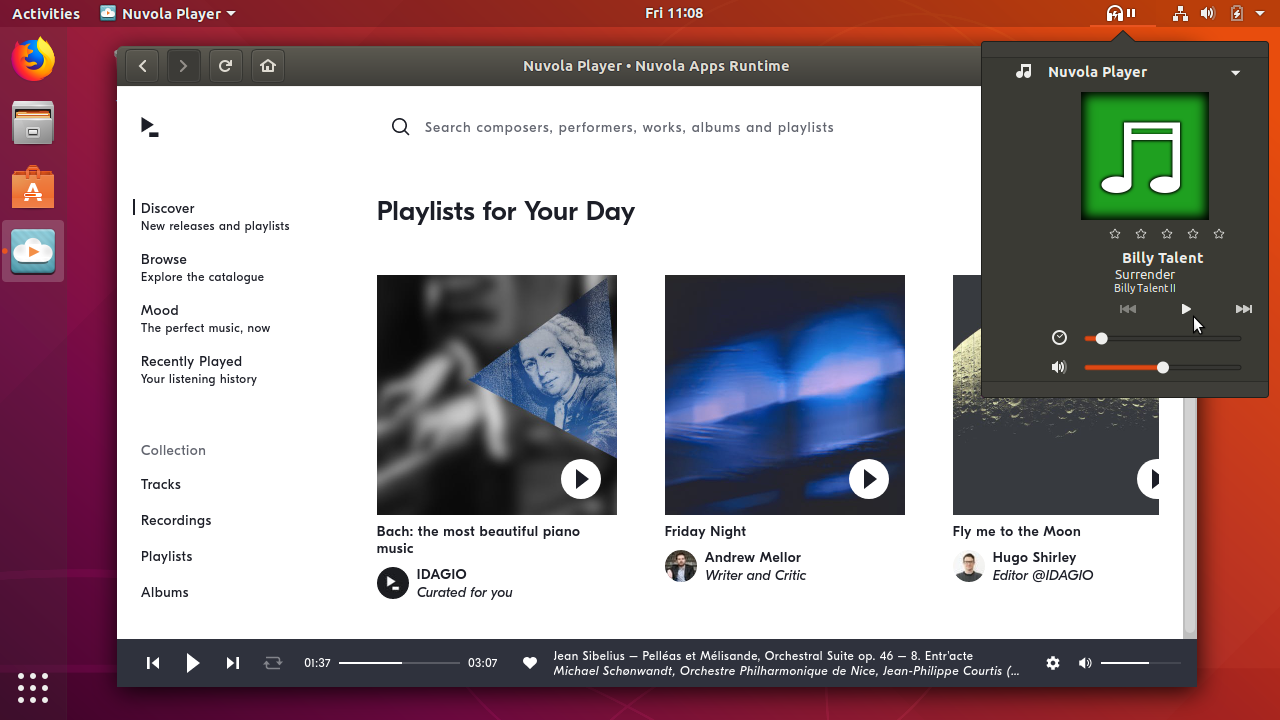 Activities
Nuvola Player
Fri 11:08
Nuvola Player • Nuvola Apps Runtime
Search composers, performers, works, albums and playlists
Discover
New releases and playlists
Browse
Explore the catalogue
Mood
The perfect music, now
Recently Played
Your listening history
Collection
Tracks
Recordings
Playlists
Albums
Playlists for Your Day
Bach: the most beautiful piano
music
IDAGIO
Curated for you
Friday Night
Andrew Mellor
Writer and Critic
Fly me to the Moon
Hugo Shirley
Editor @IDAGIO
Nuvola Player
Billy Talent
Surrender
Billy Talent II
01:37
03:07
Jean Sibelius – Pelléas et Mélisande, Orchestral Suite op. 46 – 8. Entr'acte
Michael Schønwandt, Orchestre Philharmonique de Nice, Jean-Philippe Courtis (...